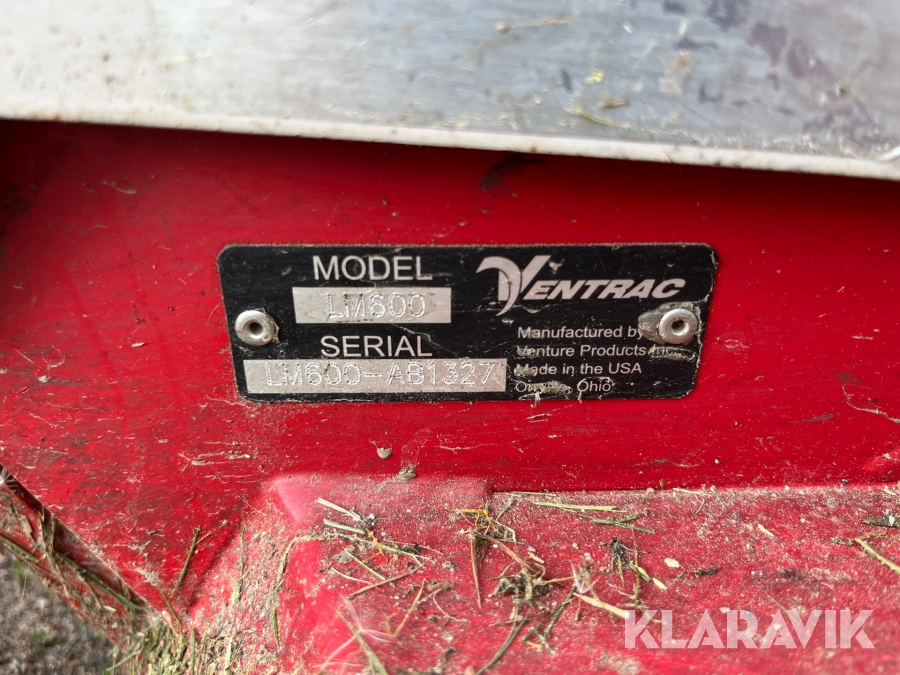 MODEL
LM600
SERIAL
LM600-AB1327
VENTRAC
Manufactured by
Venture Products Inc.
Made in the USA
Ohio
KLARAVIK